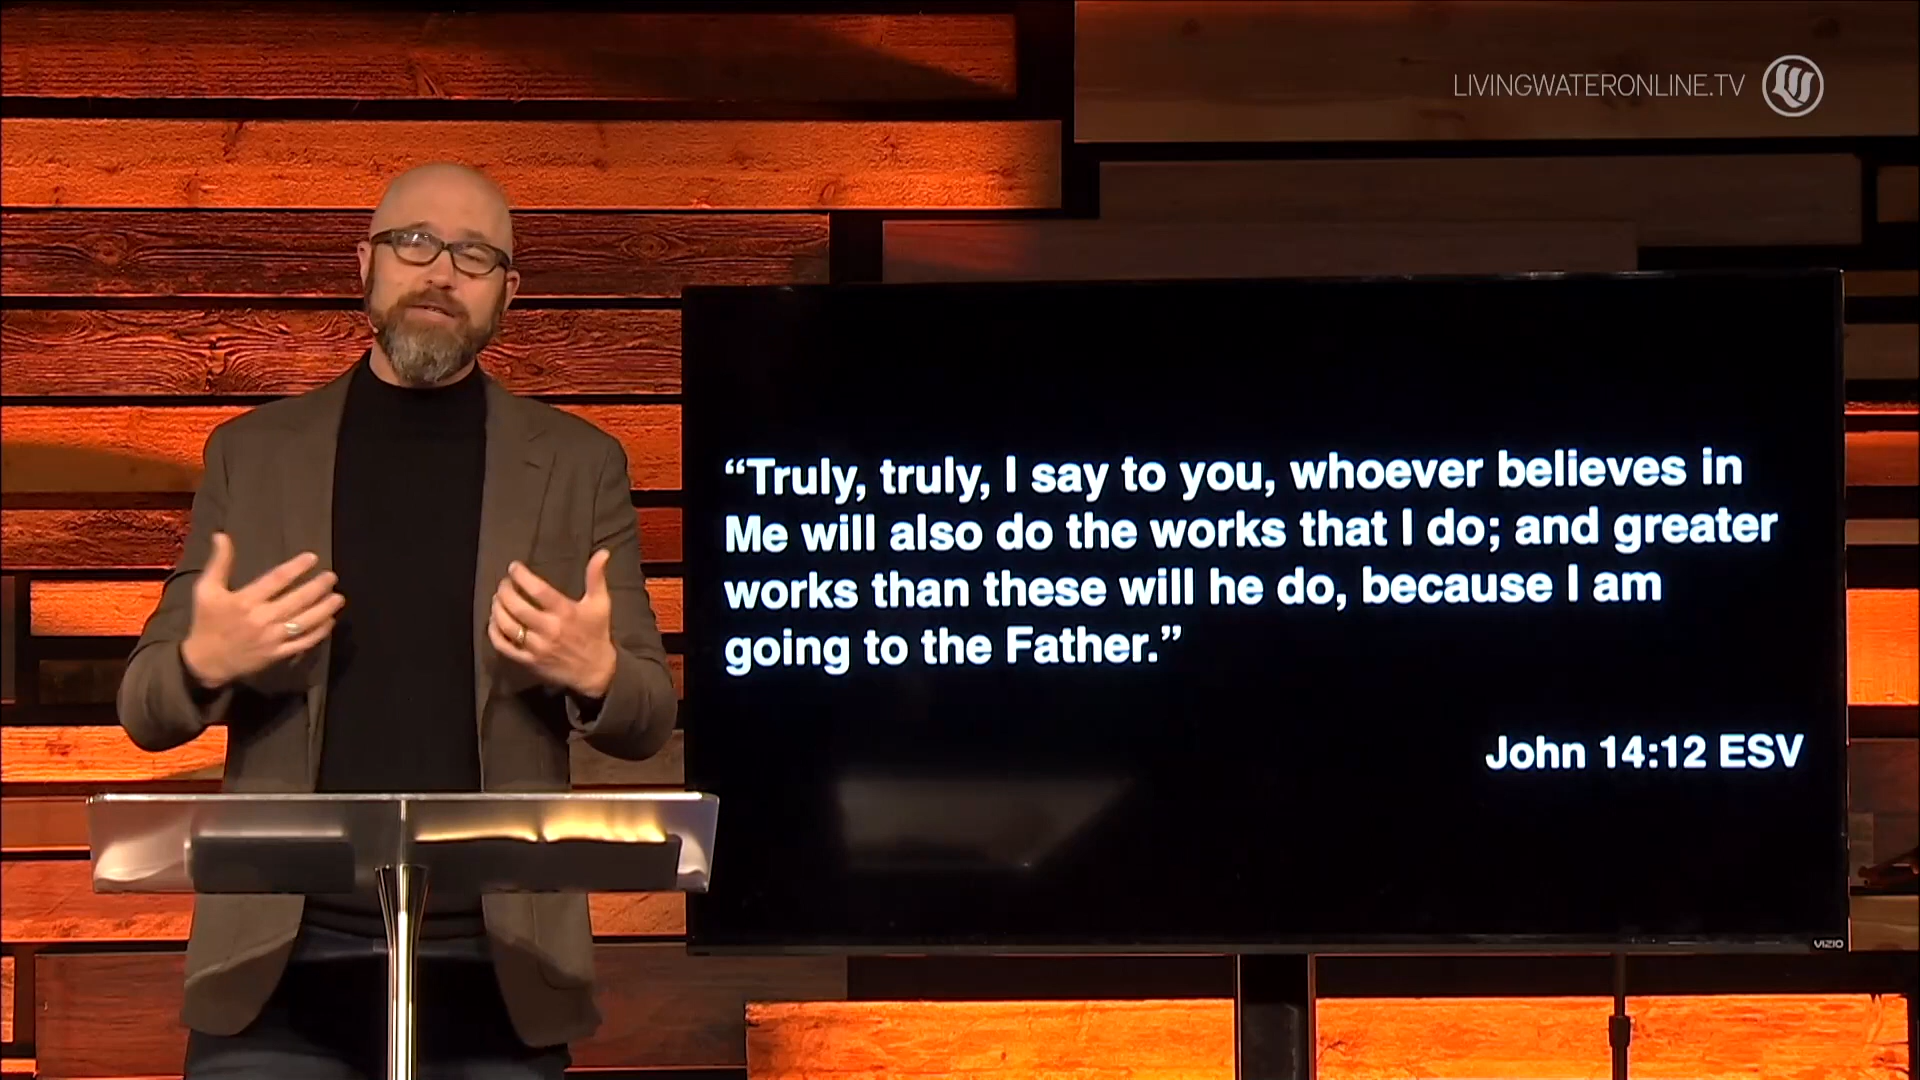 LIVINGWATERONLINE.TV
“Truly, truly, I say to you, whoever believes in
Me will also do the works that I do; and greater
works than these will he do, because I am
going to the Father.”
John 14:12 ESV
VIZIO